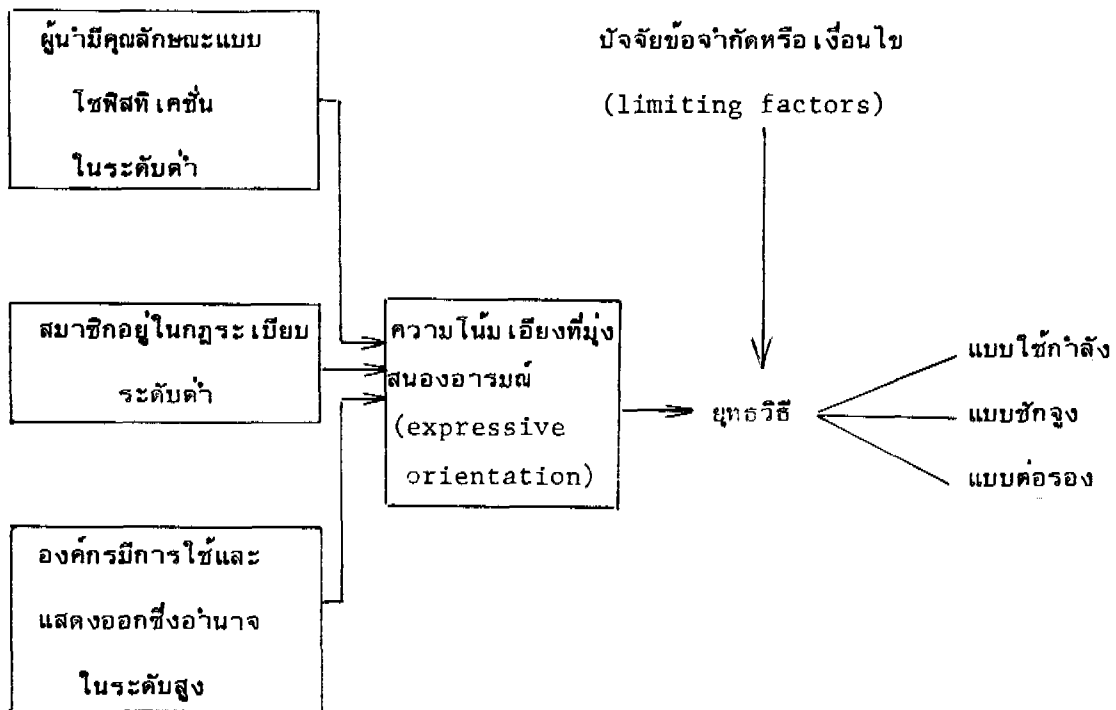 ผู้นำมีคุณลักษณะแบบ
โซฟิสทิเคชั่น
ในระดับต่ำ
ปัจจัยข้อจำกัดหรือเงื่อนไข
(limiting factors)
สมาชิกอยู่ในกฎระเบียบ
ระดับต่ำ
ความโน้มเอียงที่มุ่ง
สนองอารมณ์
(expressive
orientation)
ยุทธวิธี
แบบใช้กำลัง
แบบชักจูง
แบบต่อรอง
องค์กรมีการใช้และ
แสดงออกซึ่งอำนาจ
ในระดับสูง